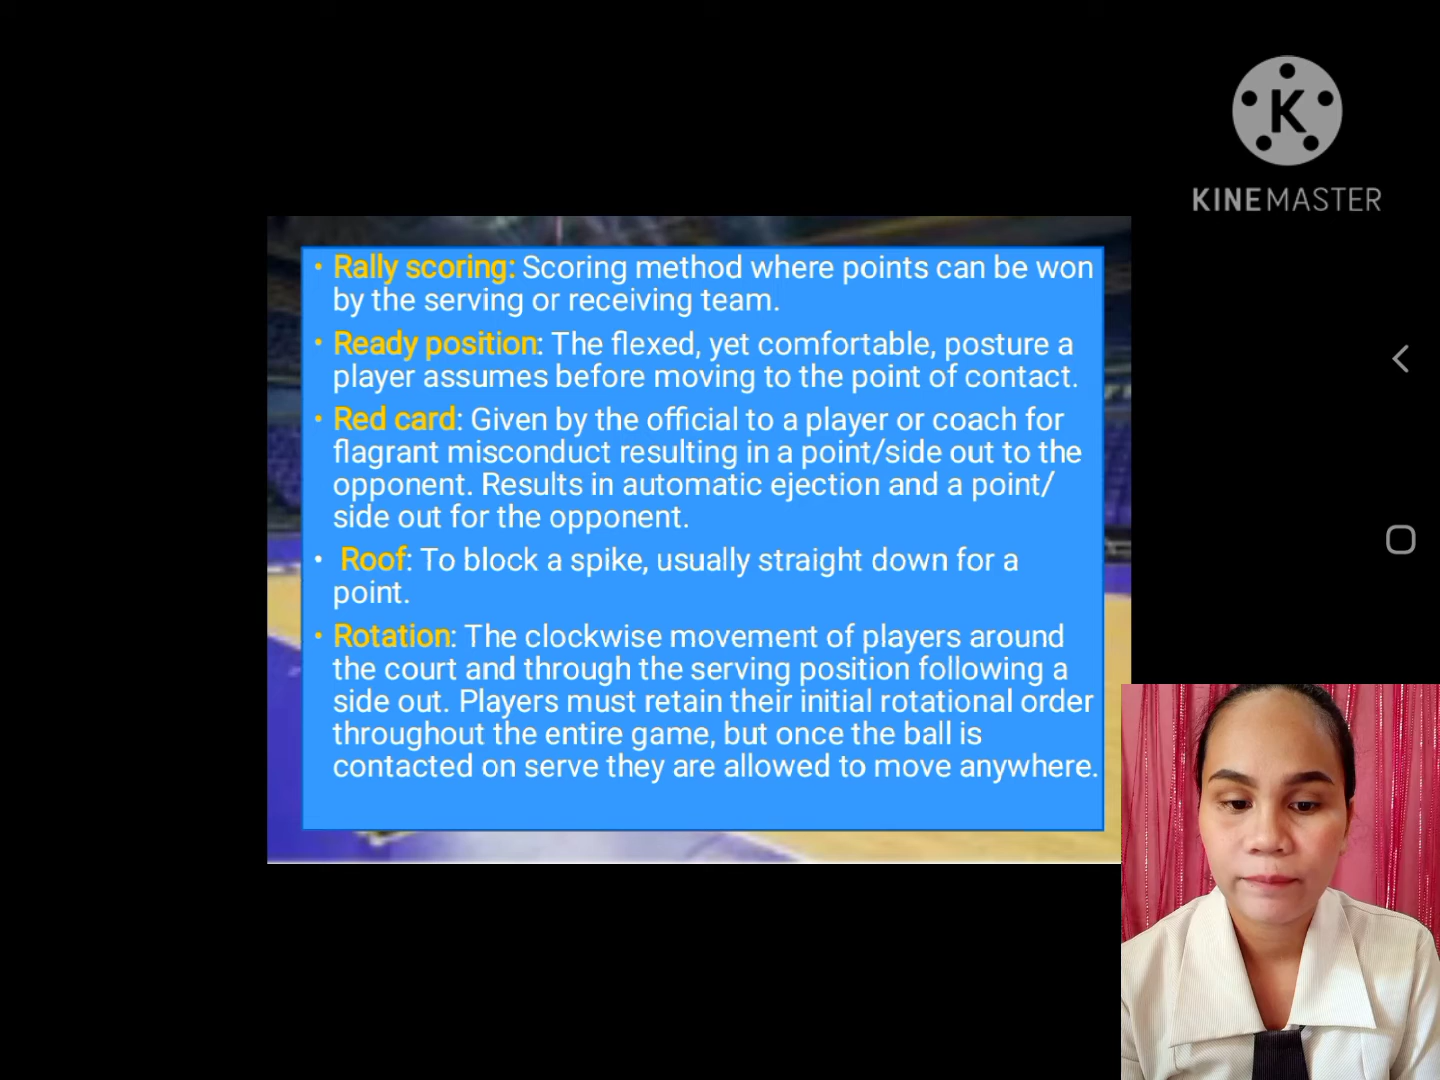 K
KINEMASTER
• Rally scoring: Scoring method where points can be won
by the serving or receiving team.
• Ready position: The flexed, yet comfortable, posture a
player assumes before moving to the point of contact.
• Red card: Given by the official to a player or coach for
flagrant misconduct resulting in a point/side out to the
opponent. Results in automatic ejection and a point/
side out for the opponent.
• Roof: To block a spike, usually straight down for a
point.
• Rotation: The clockwise movement of players around
the court and through the serving position following a
side out. Players must retain their initial rotational order
throughout the entire game, but once the ball is
contacted on serve they are allowed to move anywhere.